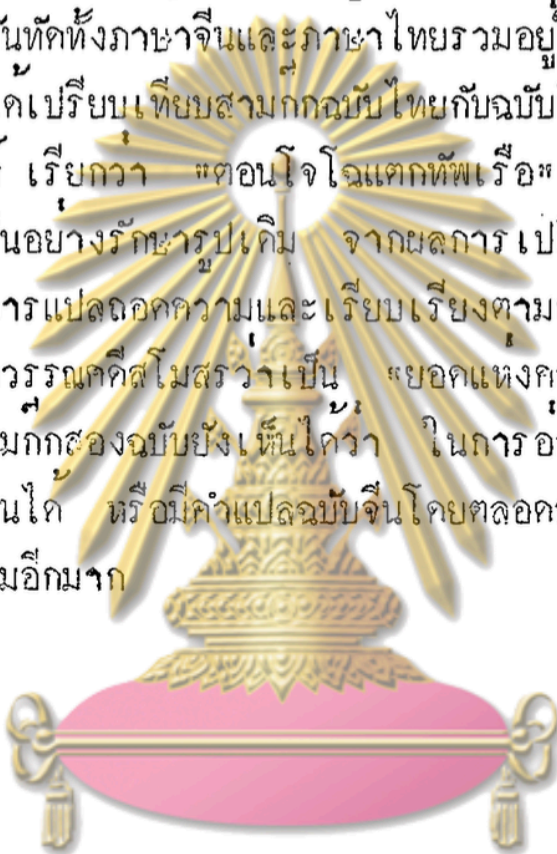 ันทัดทั้งภาษาจีนและภาษาไทยรวมอยู่
ด้เปรียบเทียบสามก๊กฉบับไทยกับฉบับ
เรียกว่า "ตอนโจโฉแตกทัพเรือ"
นอย่างรักษารูปเดิม จากผลการเป
ารแปลถอดความและเรียบเรียงตาม
วรรณคดีสโมสรว่าเป็น "ยอดแห่งค
มก๊กสองฉบับยังเห็นได้ว่า ในการอ
นได้ หรือมีคำแปลฉบับจีนโดยตลอด
มอีกมาก